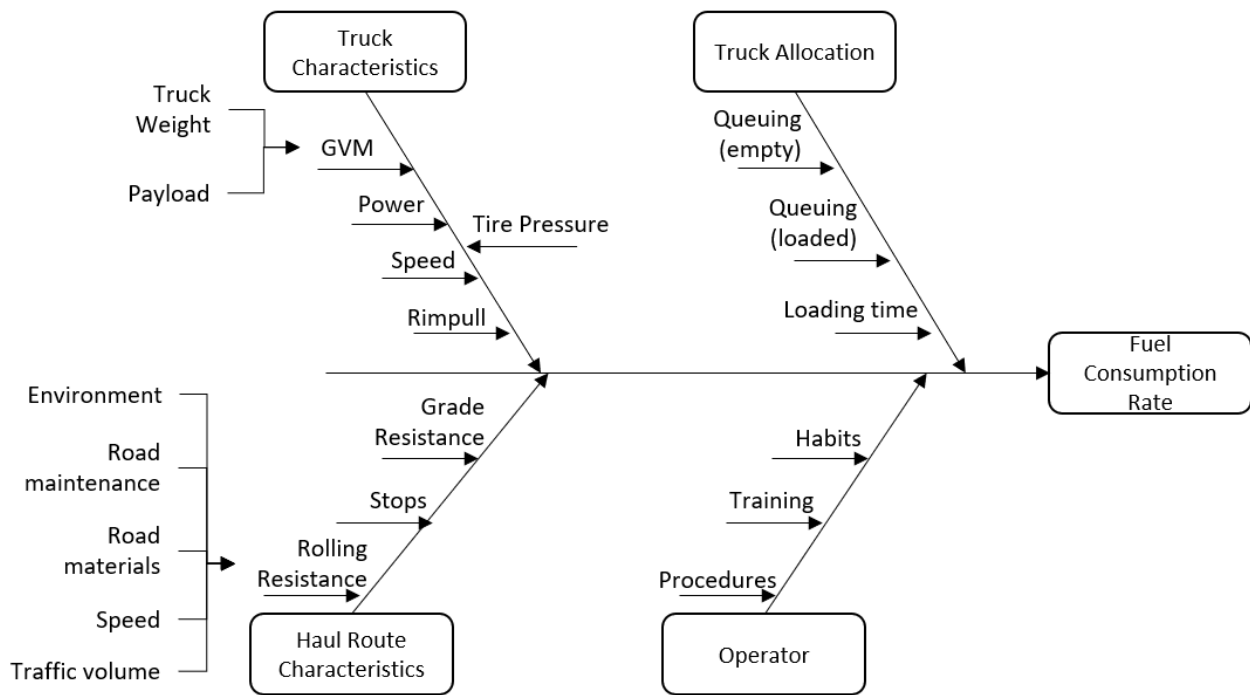 Truck
Characteristics
Truck Allocation
Truck
Weight
Payload
GVM
Power
Tire Pressure
Speed
Rimpull
Queuing
(empty)
Queuing
(loaded)
Loading time
Fuel
Consumption
Rate
Environment
Road
maintenance
Road
materials
Speed
Traffic volume
Grade
Resistance
Stops
Rolling
Resistance
Haul Route
Characteristics
Habits
Training
Procedures
Operator